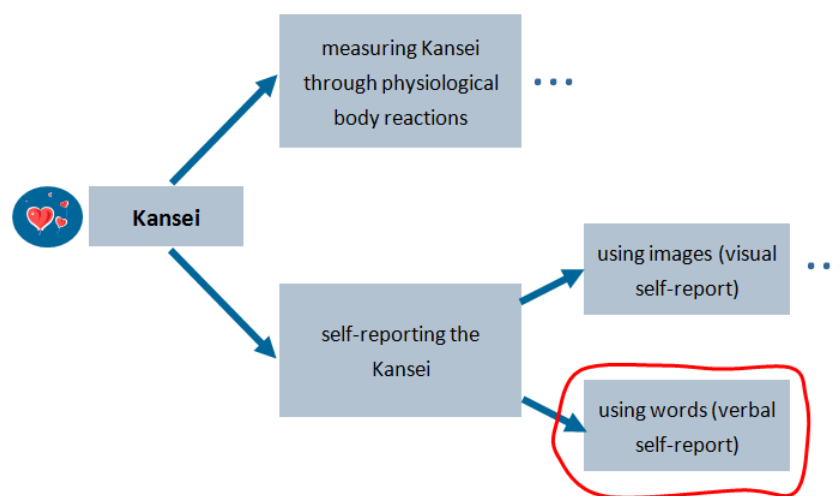 measuring Kansei
through physiological
body reactions
...
Kansei
using images (visual
self-report)
..
self-reporting the
Kansei
using words (verbal
self-report)